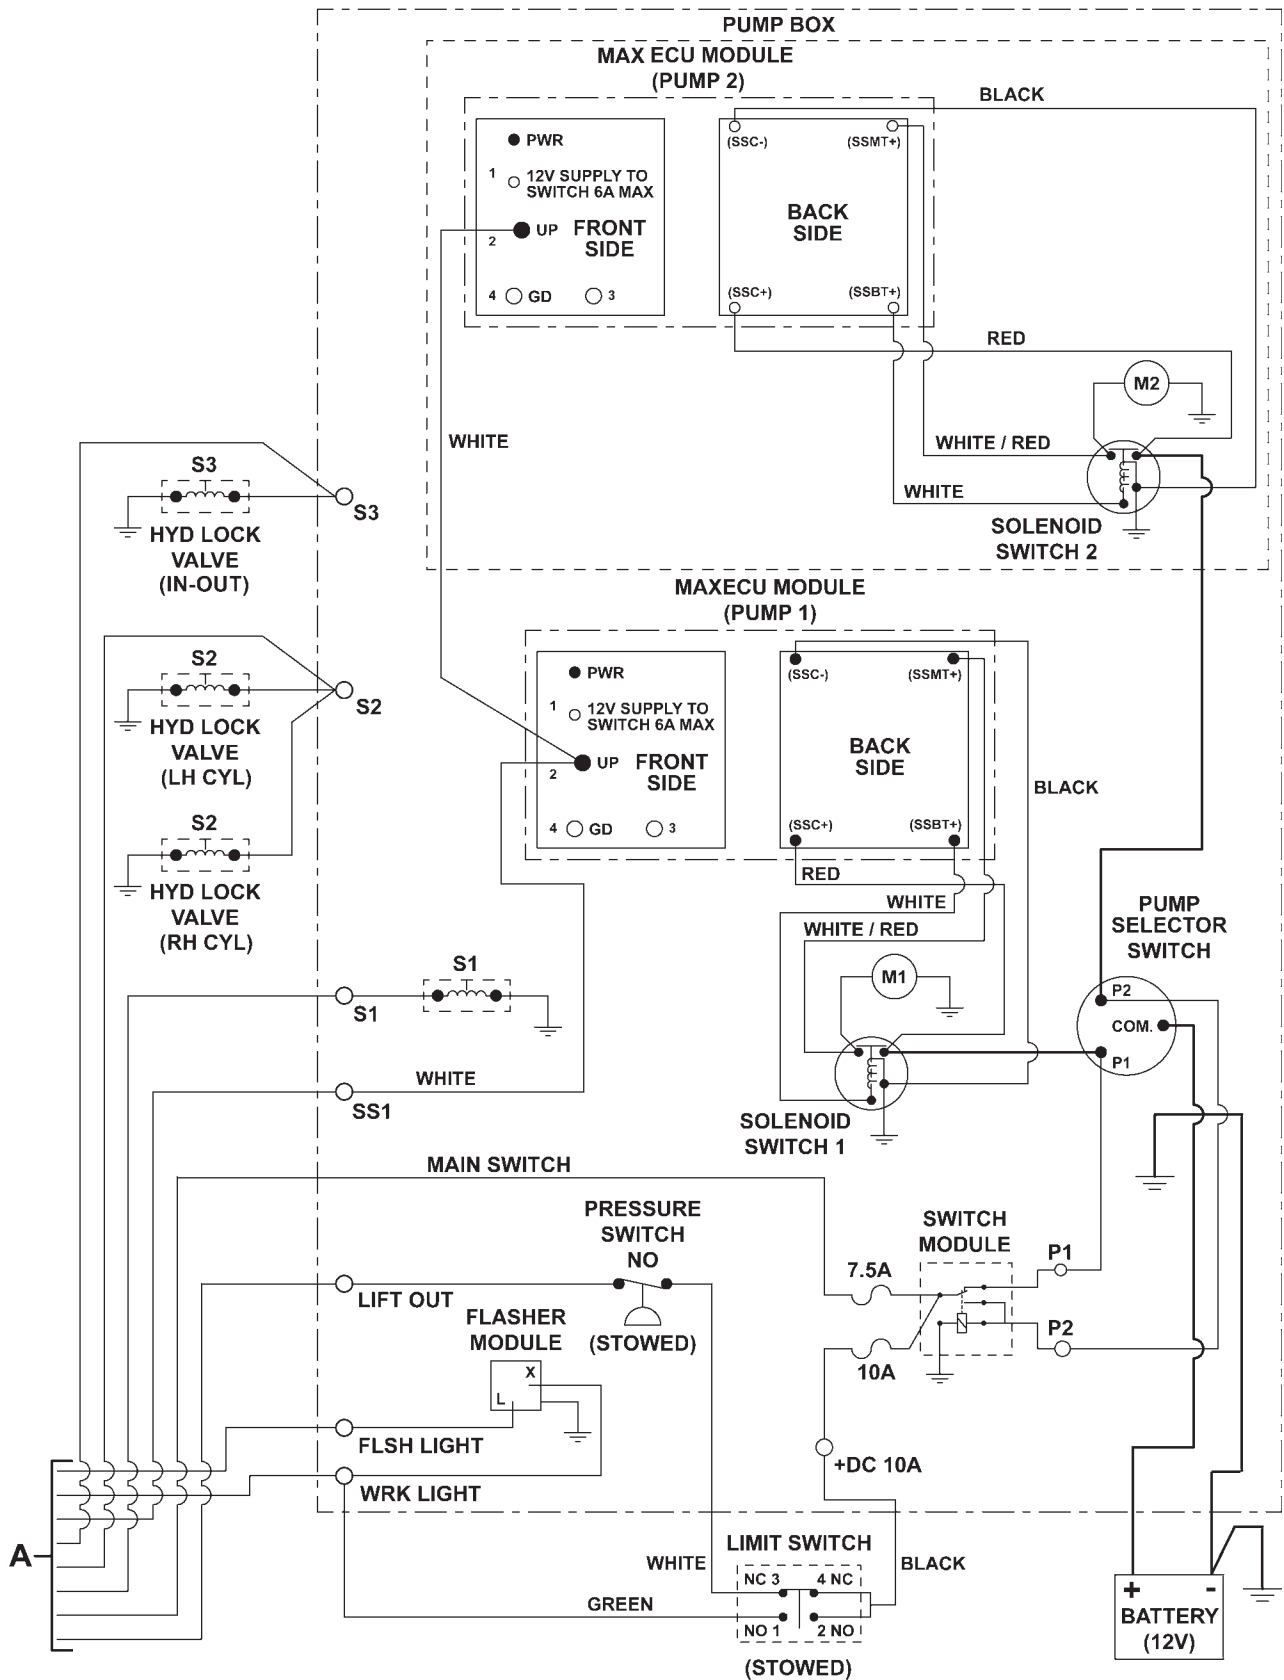 PUMP BOX
MAX ECU MODULE
(PUMP 2)
BLACK
PWR
(SSC-)
(SSMT+)
1
12V SUPPLY TO
SWITCH 6A MAX
BACK
SIDE
UP
FRONT
SIDE
2
4
GD
3
(SSC+)
(SSBT+)
RED
M2
WHITE
WHITE / RED
S3
WHITE
S3
SOLENOID
SWITCH 2
HYD LOCK
VALVE
(IN-OUT)
MAXECU MODULE
(PUMP 1)
S2
PWR
(SSC-)
(SSMT+)
S2
1
12V SUPPLY TO
SWITCH 6A MAX
HYD LOCK
VALVE
(LH CYL)
BACK
SIDE
UP
FRONT
SIDE
2
BLACK
S2
4
GD
3
(SSC+)
(SSBT+)
RED
HYD LOCK
VALVE
(RH CYL)
WHITE
PUMP
SELECTOR
SWITCH
WHITE / RED
S1
M1
P2
S1
COM.
P1
WHITE
SS1
SOLENOID
SWITCH 1
MAIN SWITCH
PRESSURE
SWITCH
NO
SWITCH
MODULE
P1
7.5A
LIFT OUT
FLASHER
MODULE
(STOWED)
P2
X
10A
L
FLSH LIGHT
+DC 10A
WRK LIGHT
LIMIT SWITCH
A
WHITE
BLACK
NC 3
4 NC
GREEN
+
-
BATTERY
(12V)
NO 1
2 NO
(STOWED)